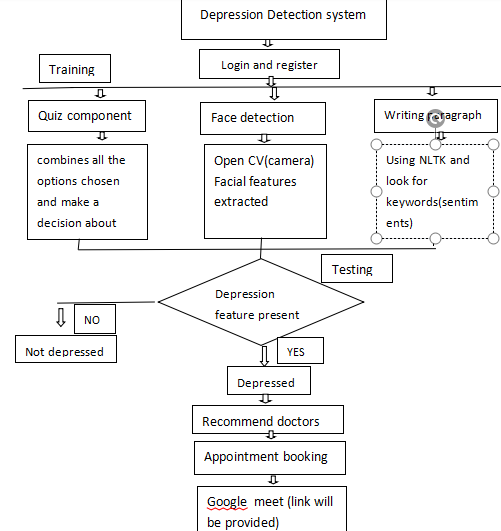 Depression Detection system
Login and register
Training
Quiz component
Face detection
Writing paragraph
combines all the
options chosen
and make a
decision about
Open CV(camera)
Facial features
extracted
Using NLTK and
look for
keywords(sentim
ents)
Testing
Depression
feature present
NO
Not depressed
YES
Depressed
Recommend doctors
Appointment booking
Google meet (link will
be provided)